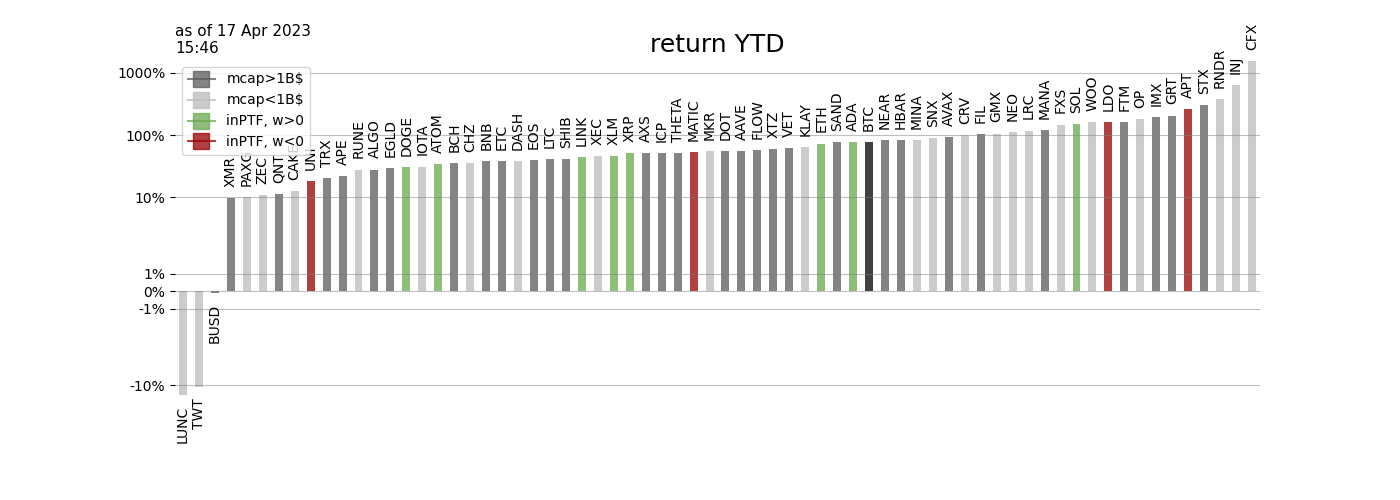 as of 17 Apr 2023
15:46
return YTD
1000%
100%
10%
1%
0%
-1%
-10%
mcap>1B$
mcap<1B$
inPTF, w>0
inPTF, w<0
LUNC
TWT
BUSD
XMR
PAXG
ZEC
QNT
CAKE
UNI
TRX
APE
RUNE
ALGO
EGLD
DOGE
IOTA
ATOM
BCH
CHZ
BNB
ETC
DASH
EOS
LTC
SHIB
LINK
XEC
XLM
XRP
AXS
ICP
THETA
MATIC
MKR
DOT
AAVE
FLOW
XTZ
VET
KLAY
ETH
SAND
ADA
BTC
NEAR
HBAR
MINA
SNX
AVAX
CRV
FIL
GMX
NEO
LRC
MANA
FXS
SOL
WOO
LDO
FTM
OP
IMX
GRT
APT
STX
RNDR
INJ
CFX